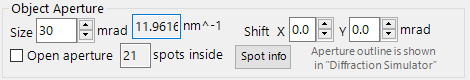 Object Aperture
Size 30 mrad 11.9616 nm^-1 Shift X 0.0 Y 0.0 mrad
Open aperture 21 spots inside Spot info Aperture outline is shown
in "Diffraction Simulator"